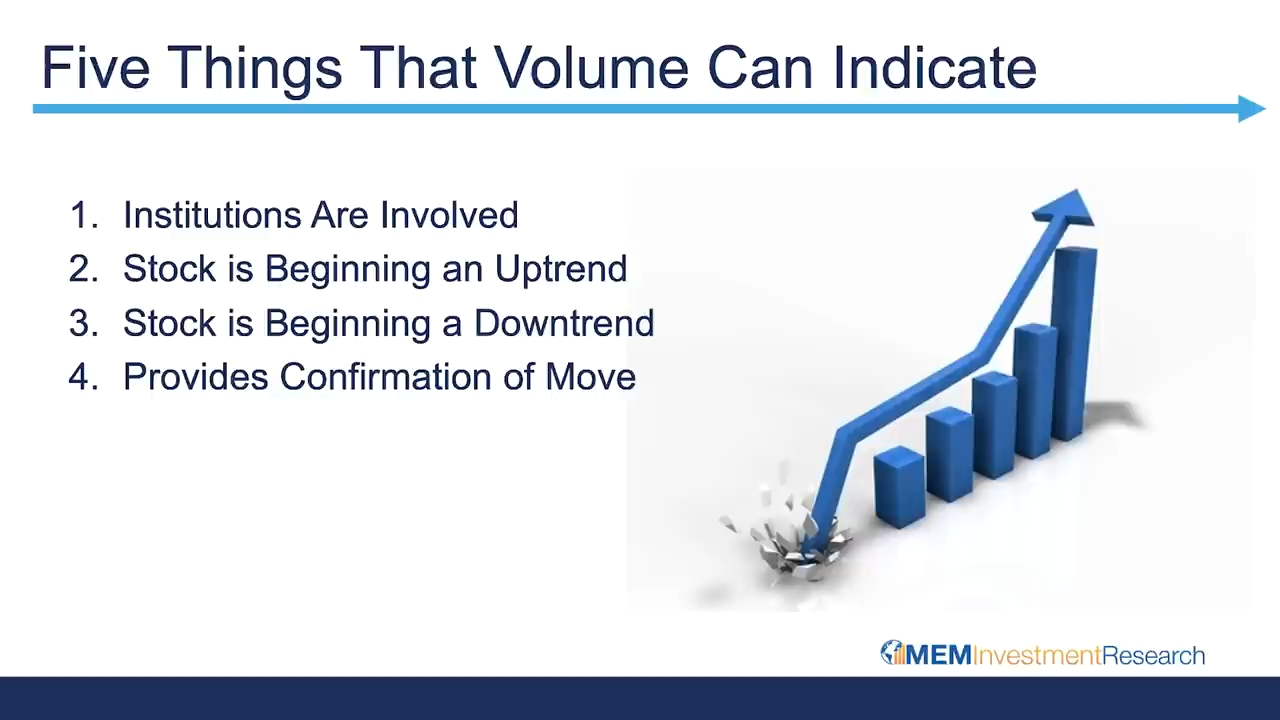 Five Things That Volume Can Indicate
1. Institutions Are Involved
2. Stock is Beginning an Uptrend
3. Stock is Beginning a Downtrend
4. Provides Confirmation of Move
MEMInvestmentResearch